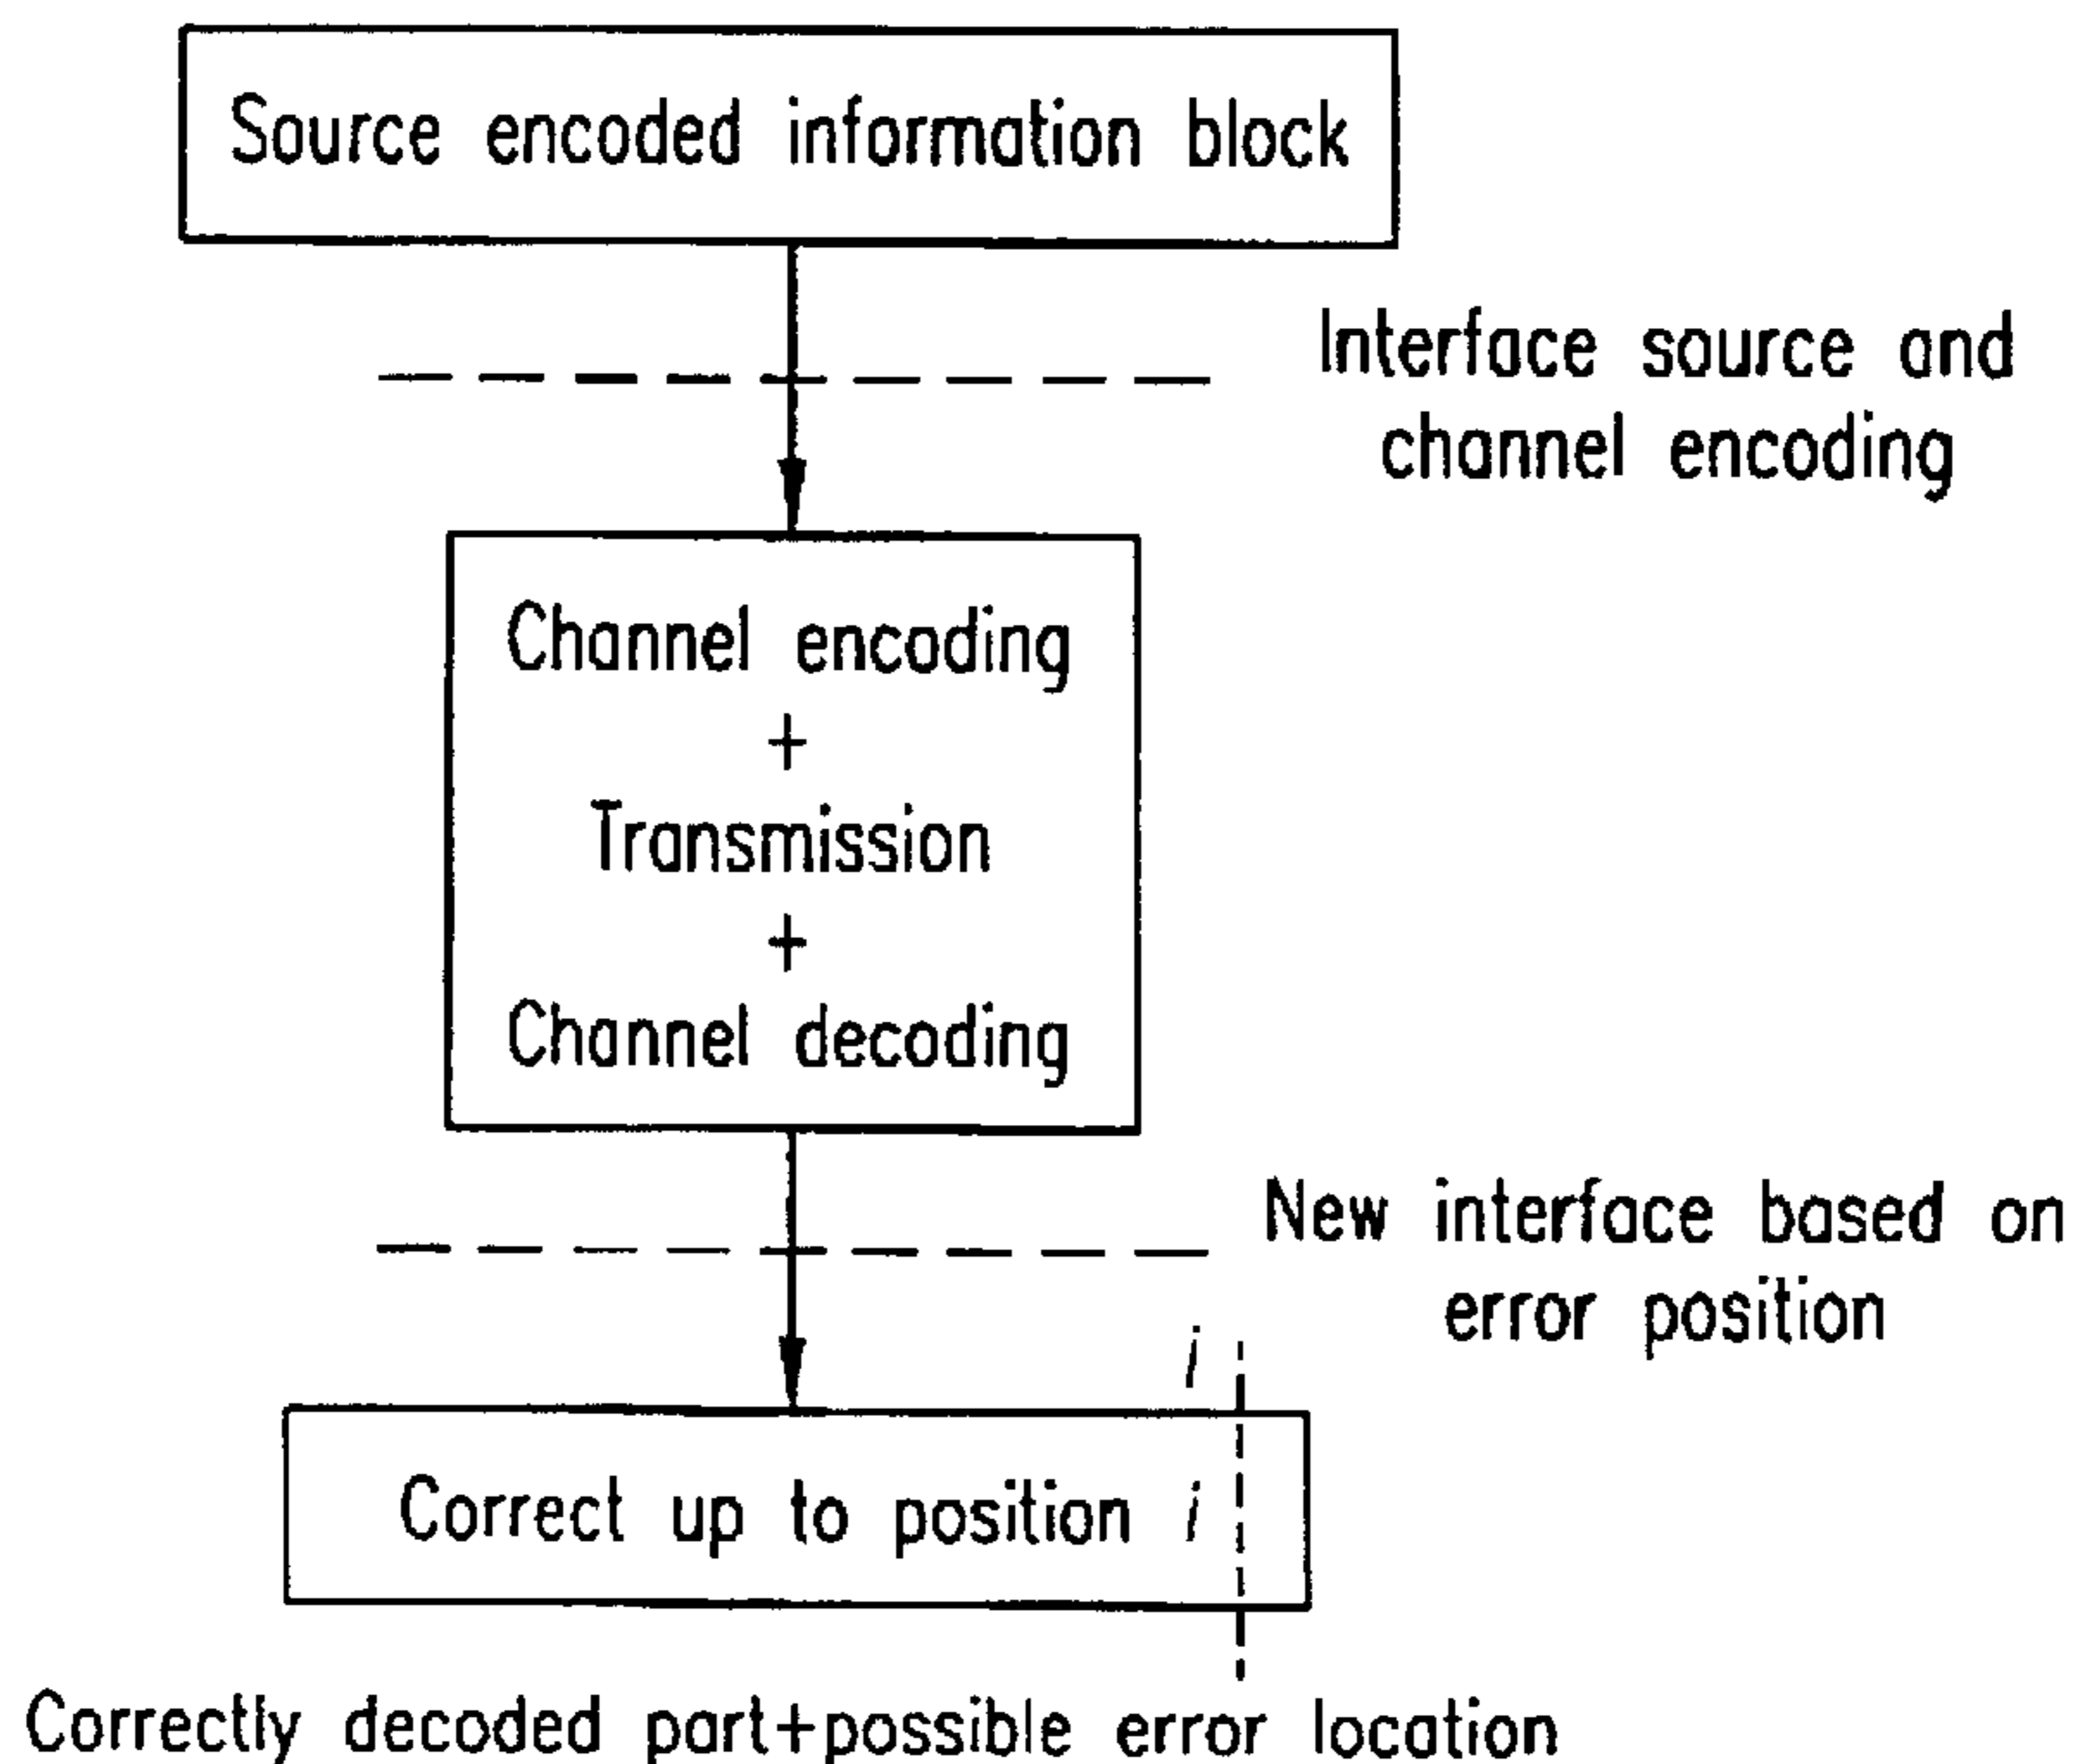 Source encoded information block
Interface source and
channel encoding
Channel encoding
+
Transmission
+
Channel decoding
New interface based on
error position
i
Correct up to position i
Correctly decoded part+possible error location